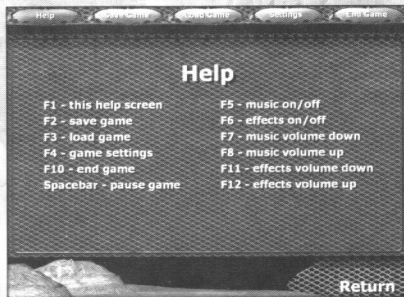 Help Save Game Load Game Settings End Game
Help
F1 - this help screen
F2 - save game
F3 - load game
F4 - game settings
F10 - end game
Spacebar - pause game
F5 - music on/off
F6 - effects on/off
F7 - music volume down
F8 - music volume up
F11 - effects volume down
F12 - effects volume up
Return